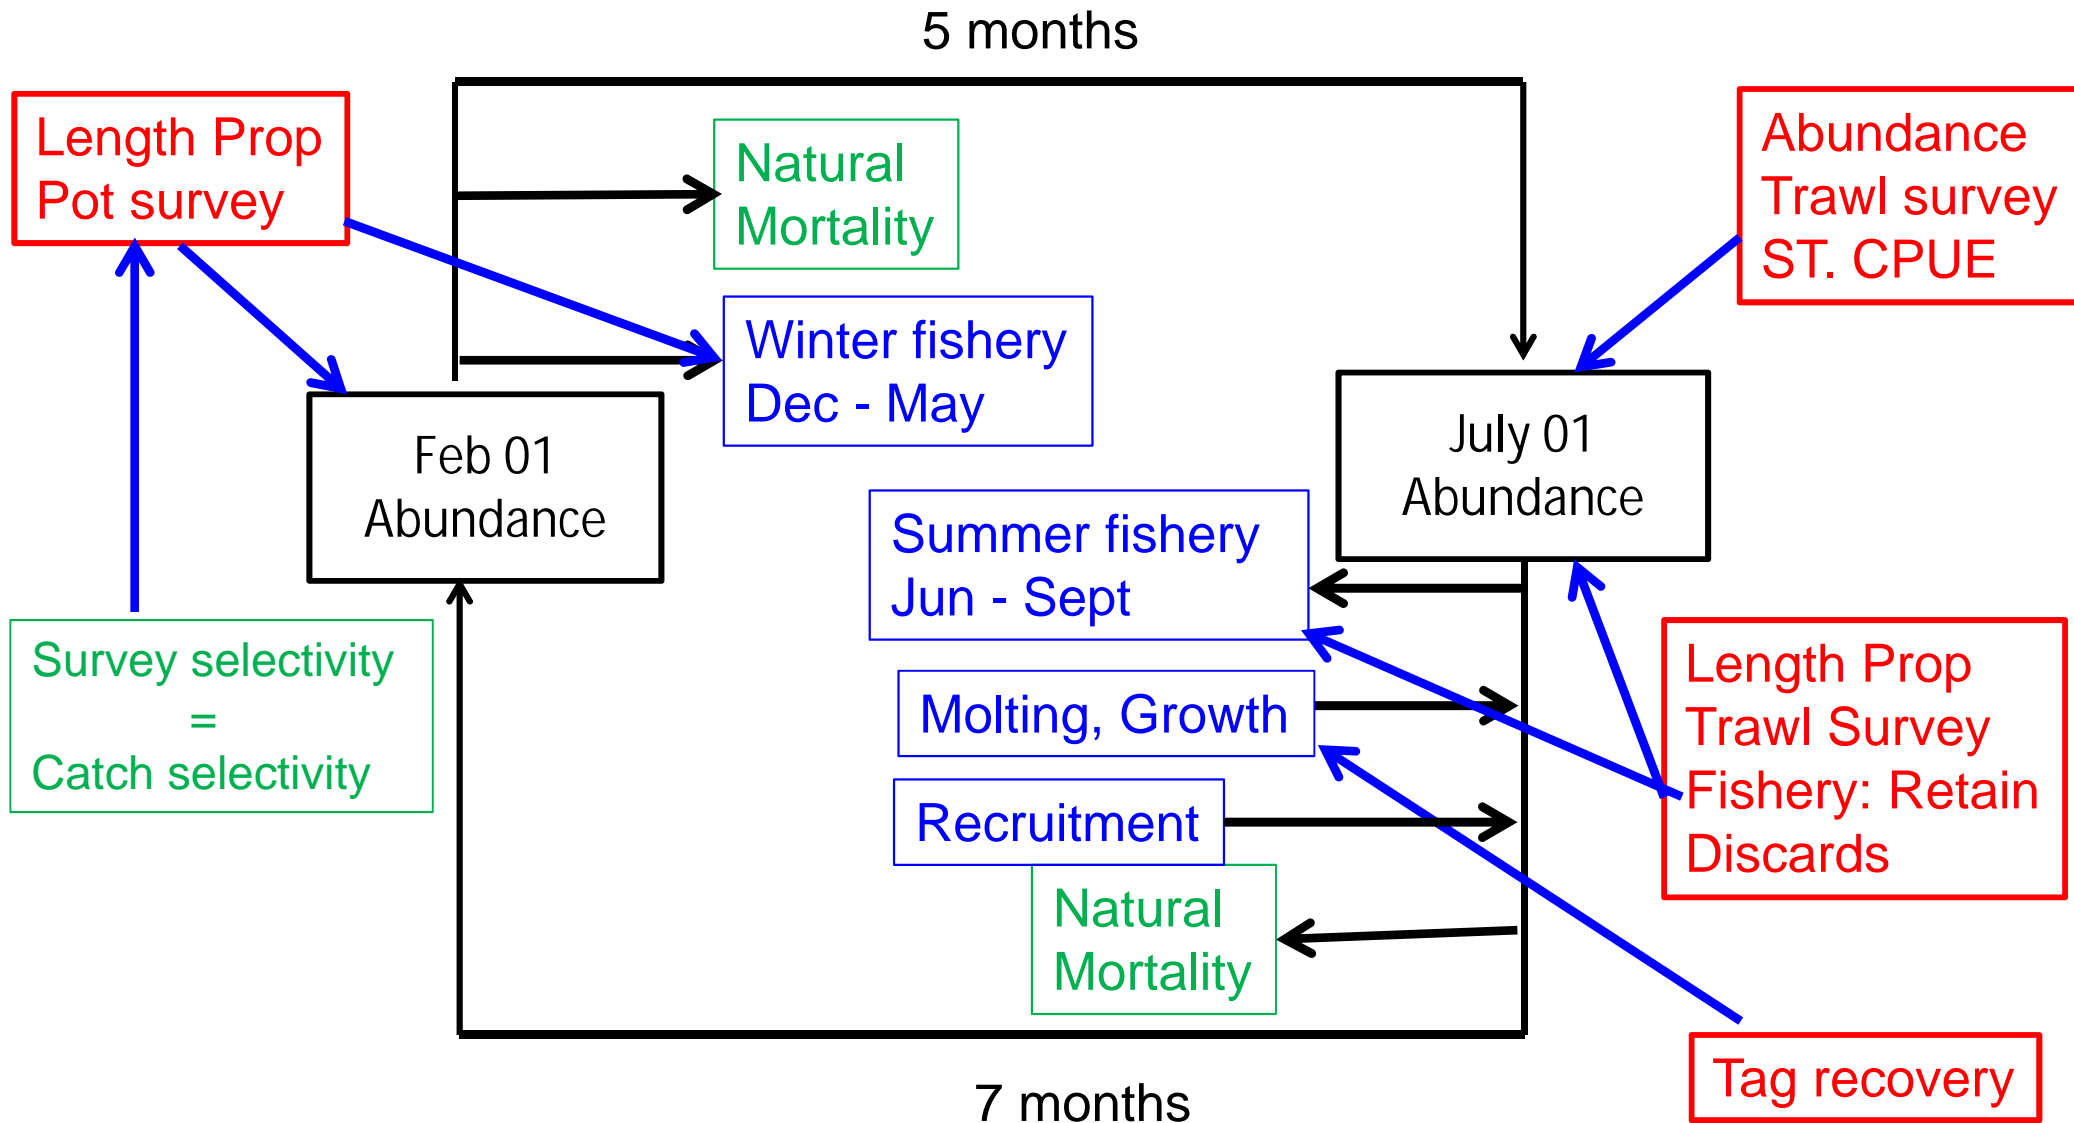 5 months
Length Prop
Pot survey
Natural
Mortality
Abundance
Trawl survey
ST. CPUE
Winter fishery
Dec - May
Feb 01
Abundance
July 01
Abundance
Summer fishery
Jun - Sept
Survey selectivity
=
Catch selectivity
Molting, Growth
Length Prop
Trawl Survey
Fishery: Retain
Discards
Recruitment
Natural
Mortality
Tag recovery
7 months